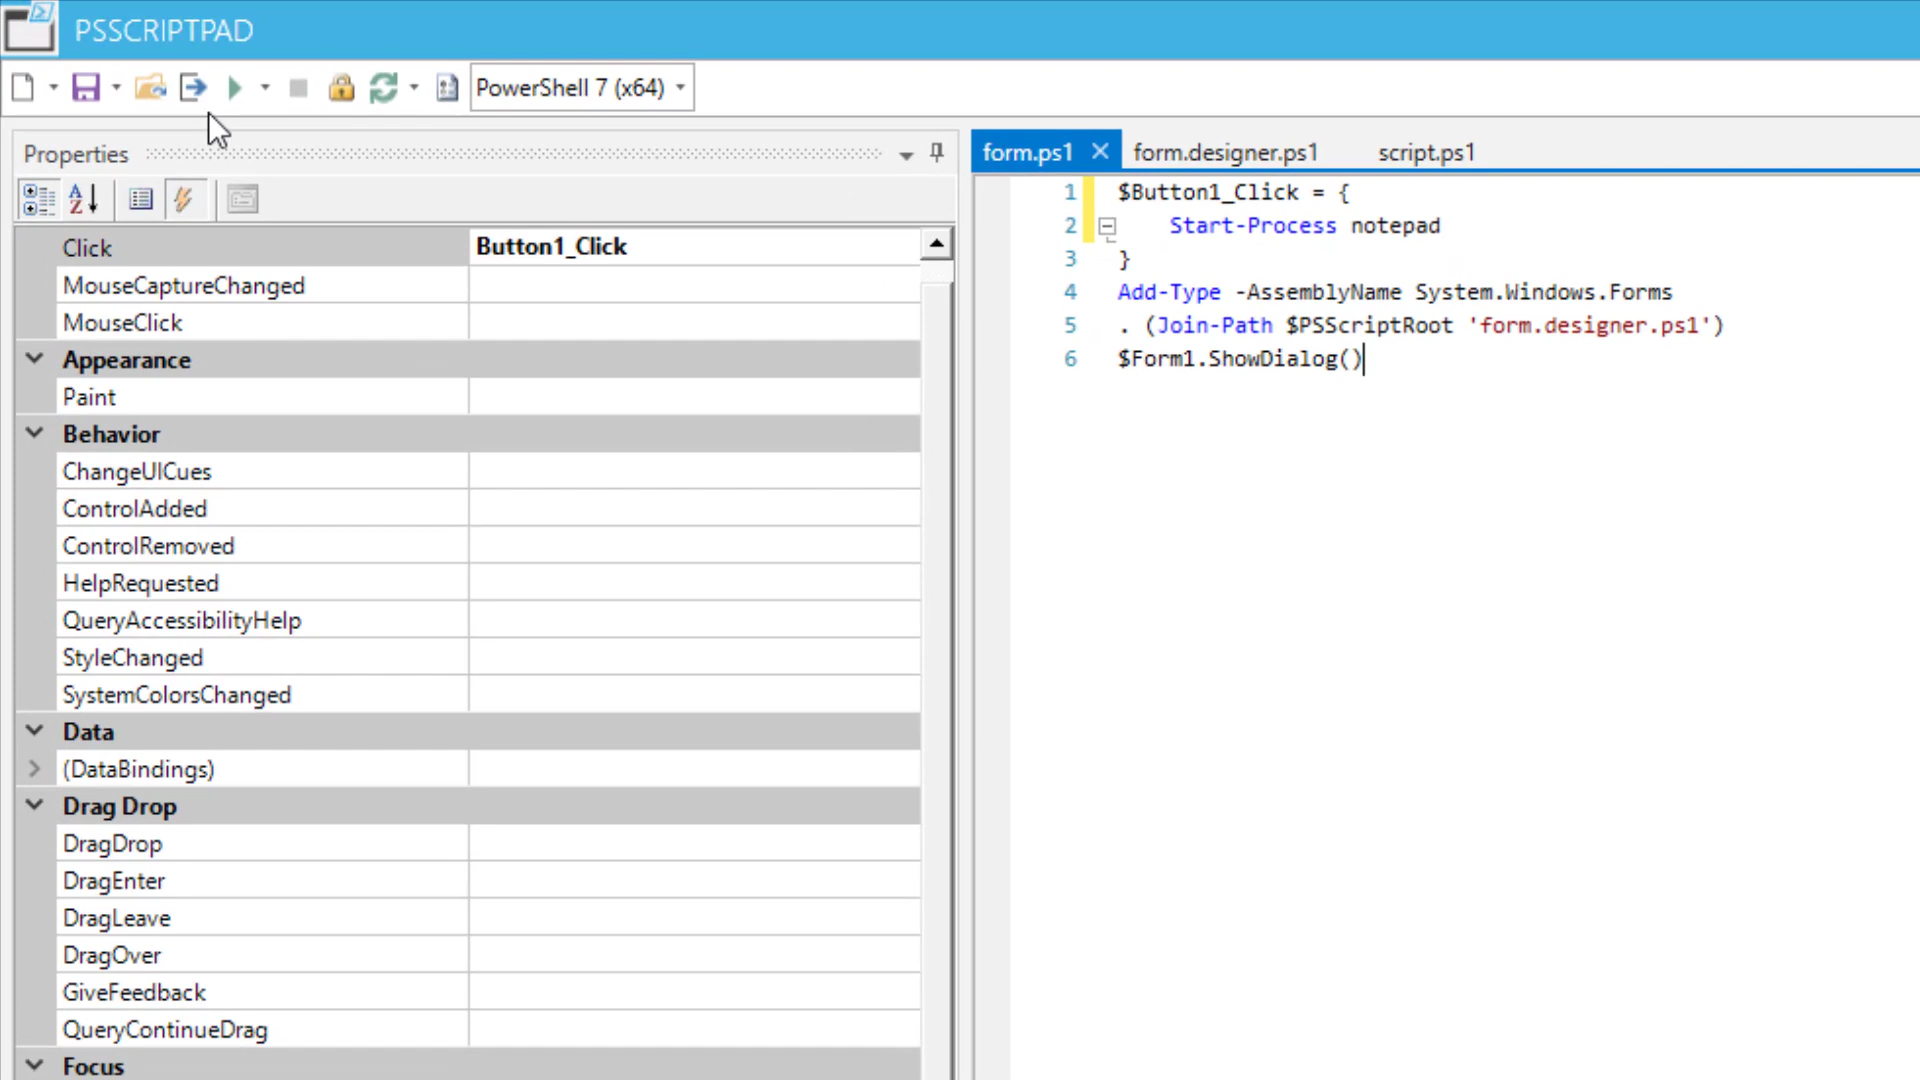 PSSCRIPTPAD
PowerShell 7 (x64)
Properties
Click Button1_Click
MouseCaptureChanged
MouseClick
Appearance
Paint
Behavior
ChangeUICues
ControlAdded
ControlRemoved
HelpRequested
QueryAccessibilityHelp
StyleChanged
SystemColorsChanged
Data
(DataBindings)
Drag Drop
DragDrop
DragEnter
DragLeave
DragOver
GiveFeedback
QueryContinueDrag
Focus
form.ps1 form.designer.ps1 script.ps1
1 $Button1_Click = {
2 Start-Process notepad
3 }
4 Add-Type -AssemblyName System.Windows.Forms
5 . (Join-Path $PSScriptRoot 'form.designer.ps1')
6 $Form1.ShowDialog()